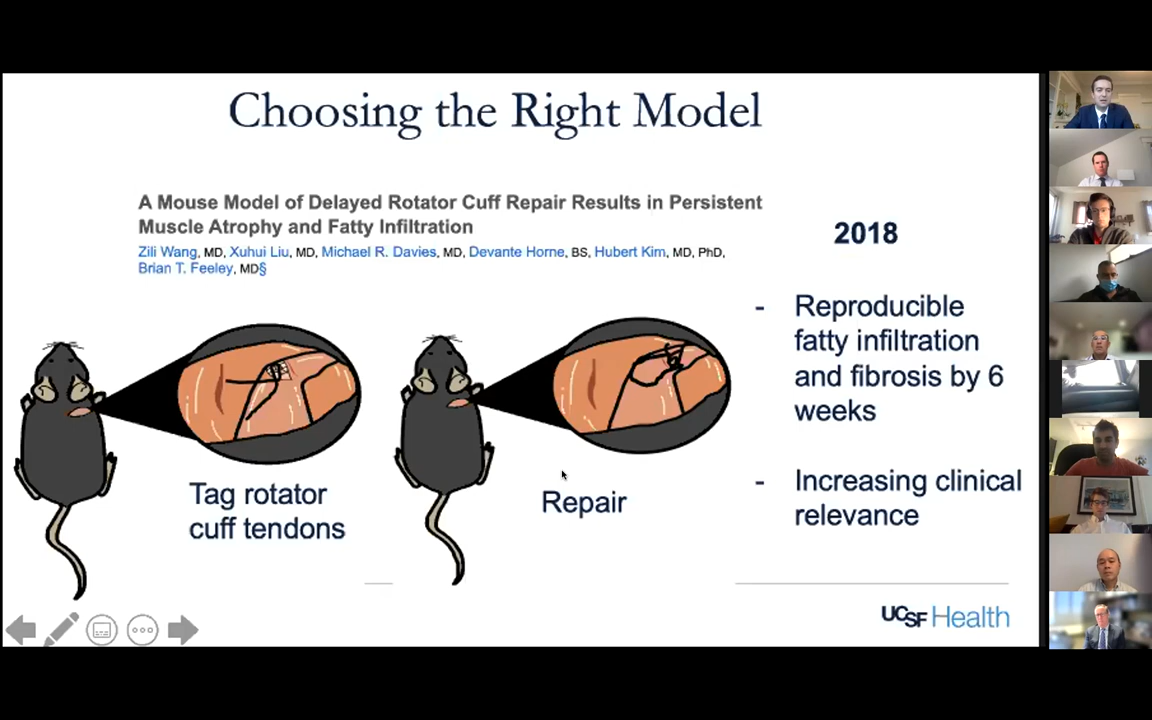 Choosing the Right Model
A Mouse Model of Delayed Rotator Cuff Repair Results in Persistent
Muscle Atrophy and Fatty Infiltration
Zili Wang, MD, Xuhui Liu, MD, Michael R. Davies, MD, Devante Horne, BS, Hubert Kim, MD, PhD,
Brian T. Feeley, MD§
2018
- Reproducible
fatty infiltration
and fibrosis by 6
weeks
- Increasing clinical
relevance
Tag rotator
cuff tendons
Repair
UCSF Health